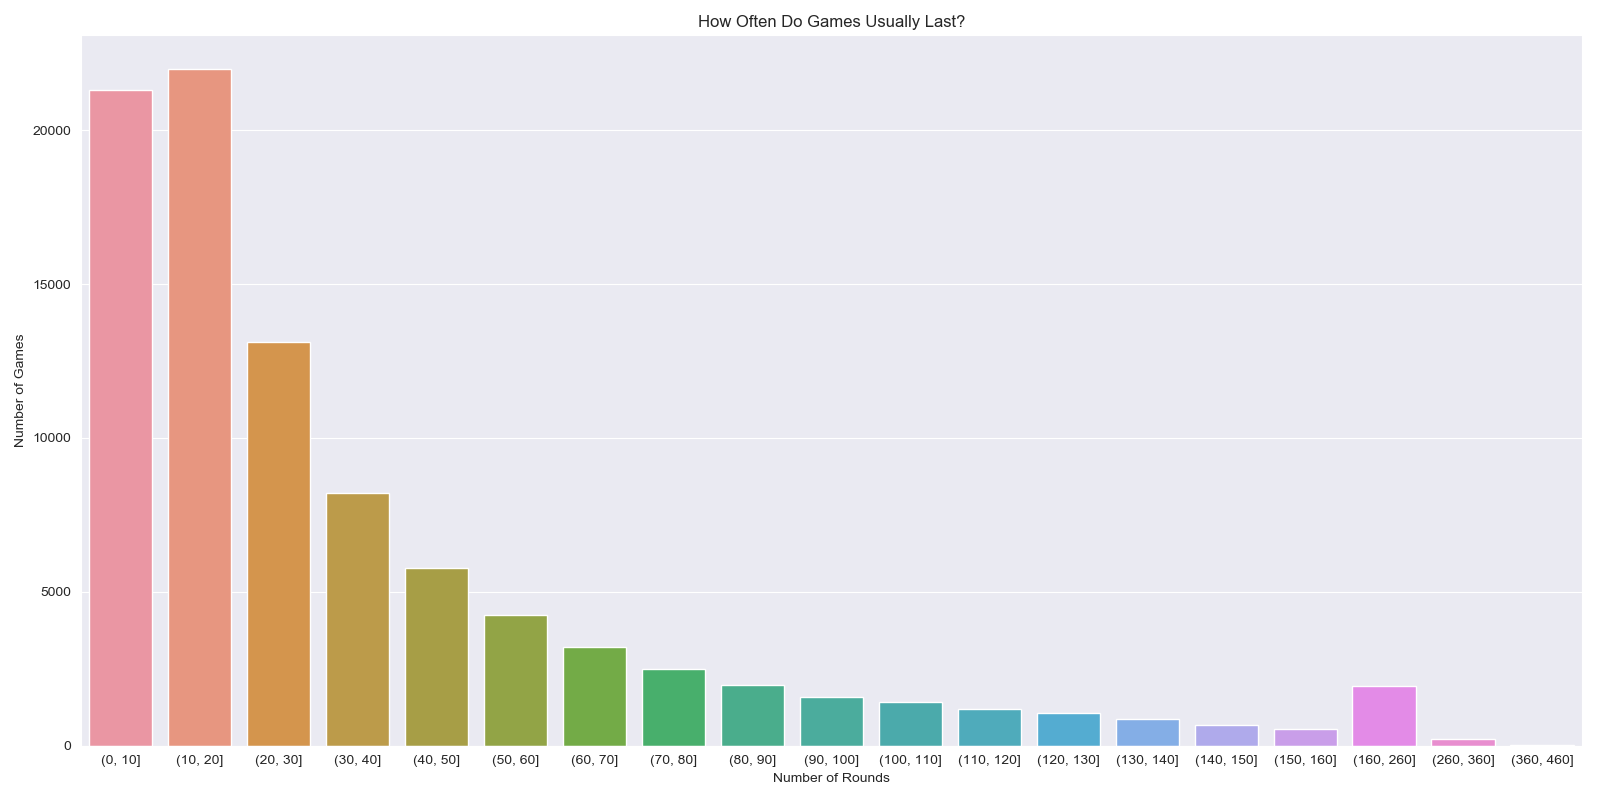 How Often Do Games Usually Last?
Number of Games
20000
15000
10000
5000
0
(0, 10] (10, 20] (20, 30] (30, 40] (40, 50] (50, 60] (60, 70] (70, 80] (80, 90] (90, 100] (100, 110] (110, 120] (120, 130] (130, 140] (140, 150] (150, 160] (160, 260] (260, 360] (360, 460]
Number of Rounds